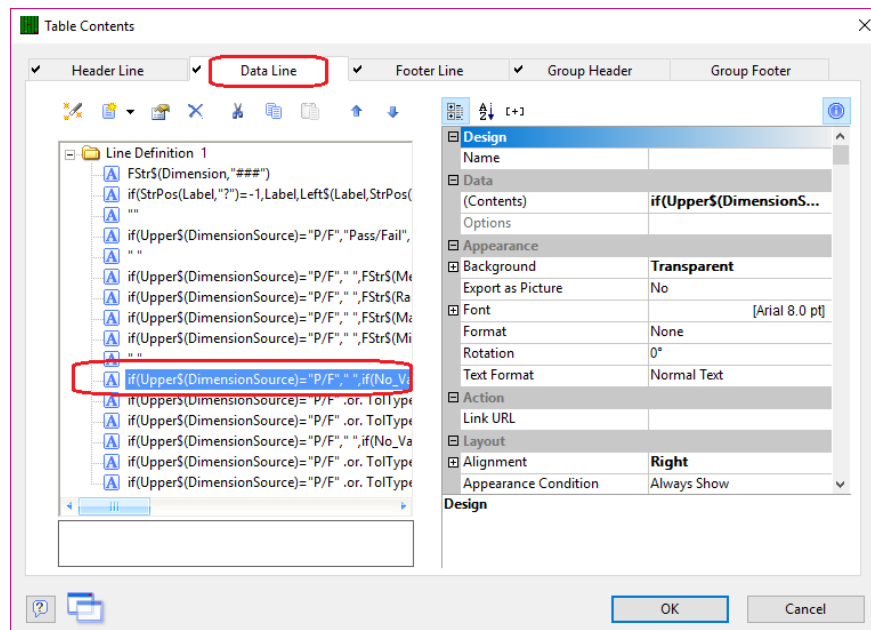 Table Contents
Header Line
Data Line
Footer Line
Group Header
Group Footer
Line Definition 1
FStr$(Dimension,"###")
if(StrPos(Label,"?")=-1,Label,Left$(Label,StrPos(
""
if(Upper$(DimensionSource)="P/F","Pass/Fail",
" "
if(Upper$(DimensionSource)="P/F"," ",FStr$(Me
if(Upper$(DimensionSource)="P/F"," ",FStr$(Ra
if(Upper$(DimensionSource)="P/F"," ",FStr$(Ma
if(Upper$(DimensionSource)="P/F"," ",FStr$(Mi
" "
if(Upper$(DimensionSource)="P/F"," ",if(No_Va
if(Upper$(DimensionSource)="P/F" .or. TolType
if(Upper$(DimensionSource)="P/F" .or. TolType
if(Upper$(DimensionSource)="P/F"," ",if(No_Va
if(Upper$(DimensionSource)="P/F" .or. TolType
if(Upper$(DimensionSource)="P/F" .or. TolType
Design
Name
Data
(Contents) if(Upper$(DimensionS...
Options
Appearance
Background Transparent
Export as Picture No
Font [Arial 8.0 pt]
Format None
Rotation 0°
Text Format Normal Text
Action
Link URL
Layout
Alignment Right
Appearance Condition Always Show
Design
OK
Cancel